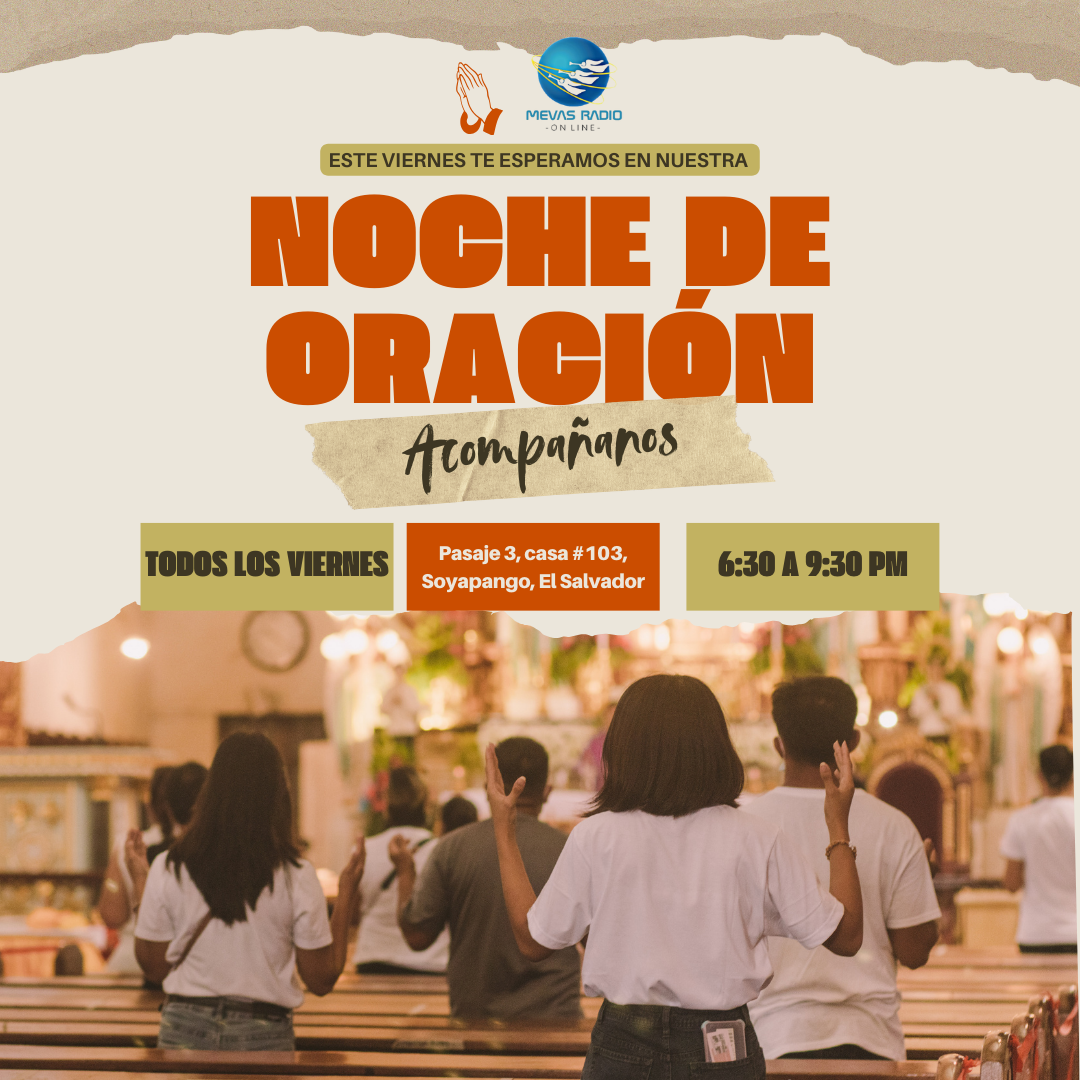 MEVAS RADIO
-ON LINE-
ESTE VIERNES TE ESPERAMOS EN NUESTRA
NOCHE DE
ORACIÓN
Acompañanos
TODOS LOS VIERNES
Pasaje 3, casa #103,
Soyapango, El Salvador
6:30 A 9:30 PM